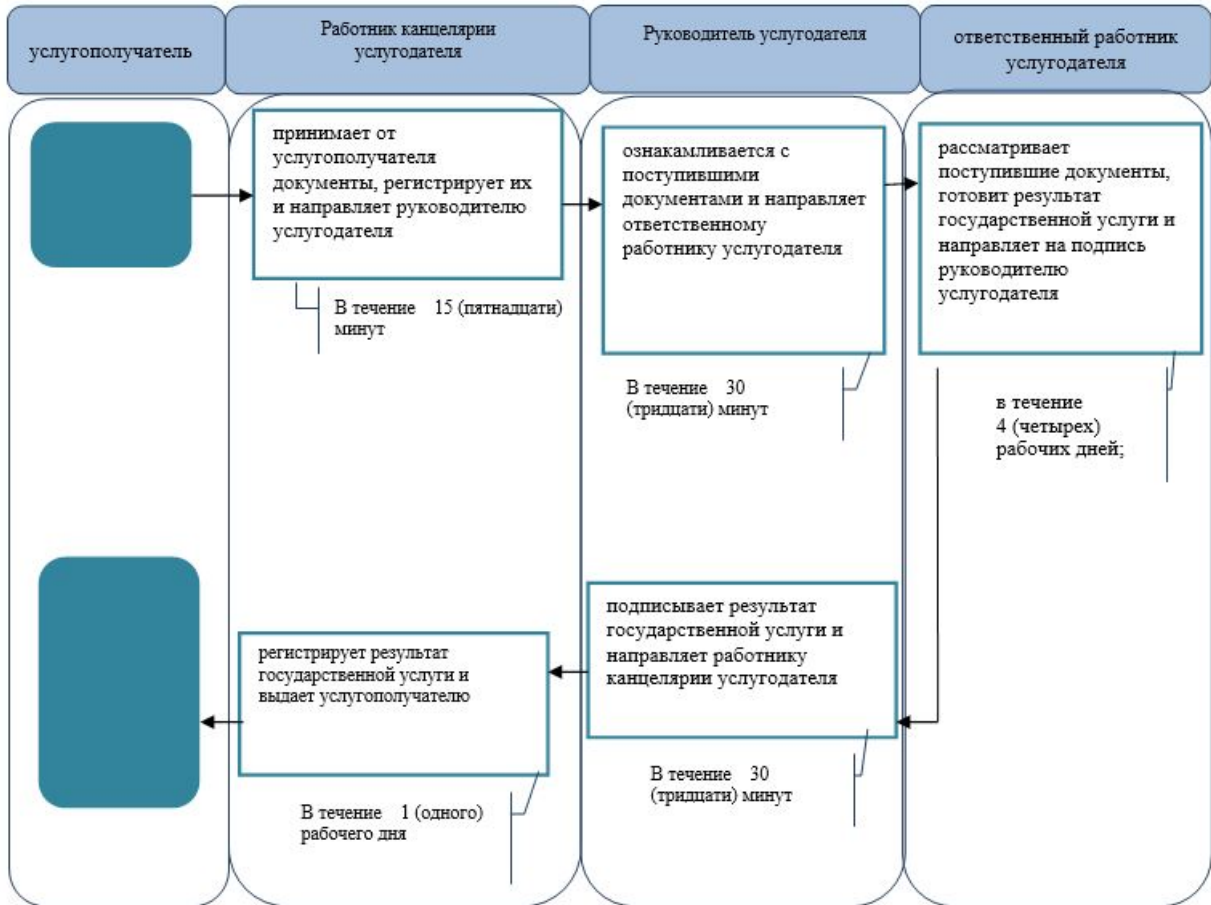 услугополучатель
Работник канцелярии
услугодателя
Руководитель услугодателя
ответственный работник
услугодателя
принимает от
услугополучателя
документы, регистрирует их
и направляет руководителю
услугодателя
В течение 15 (пятнадцати)
минут
ознакамливается с
поступившими
документами и направляет
ответственному
работнику услугодателя
В течение 30
(тридцати) минут
рассматривает
поступившие документы,
готовит результат
государственной услуги и
направляет на подпись
руководителю
услугодателя
в течение
4 (четырех)
рабочих дней;
подписывает результат
государственной услуги и
направляет работнику
канцелярии услугодателя
В течение 30
(тридцати) минут
регистрирует результат
государственной услуги и
выдает услугополучателю
В течение 1 (одного)
рабочего дня